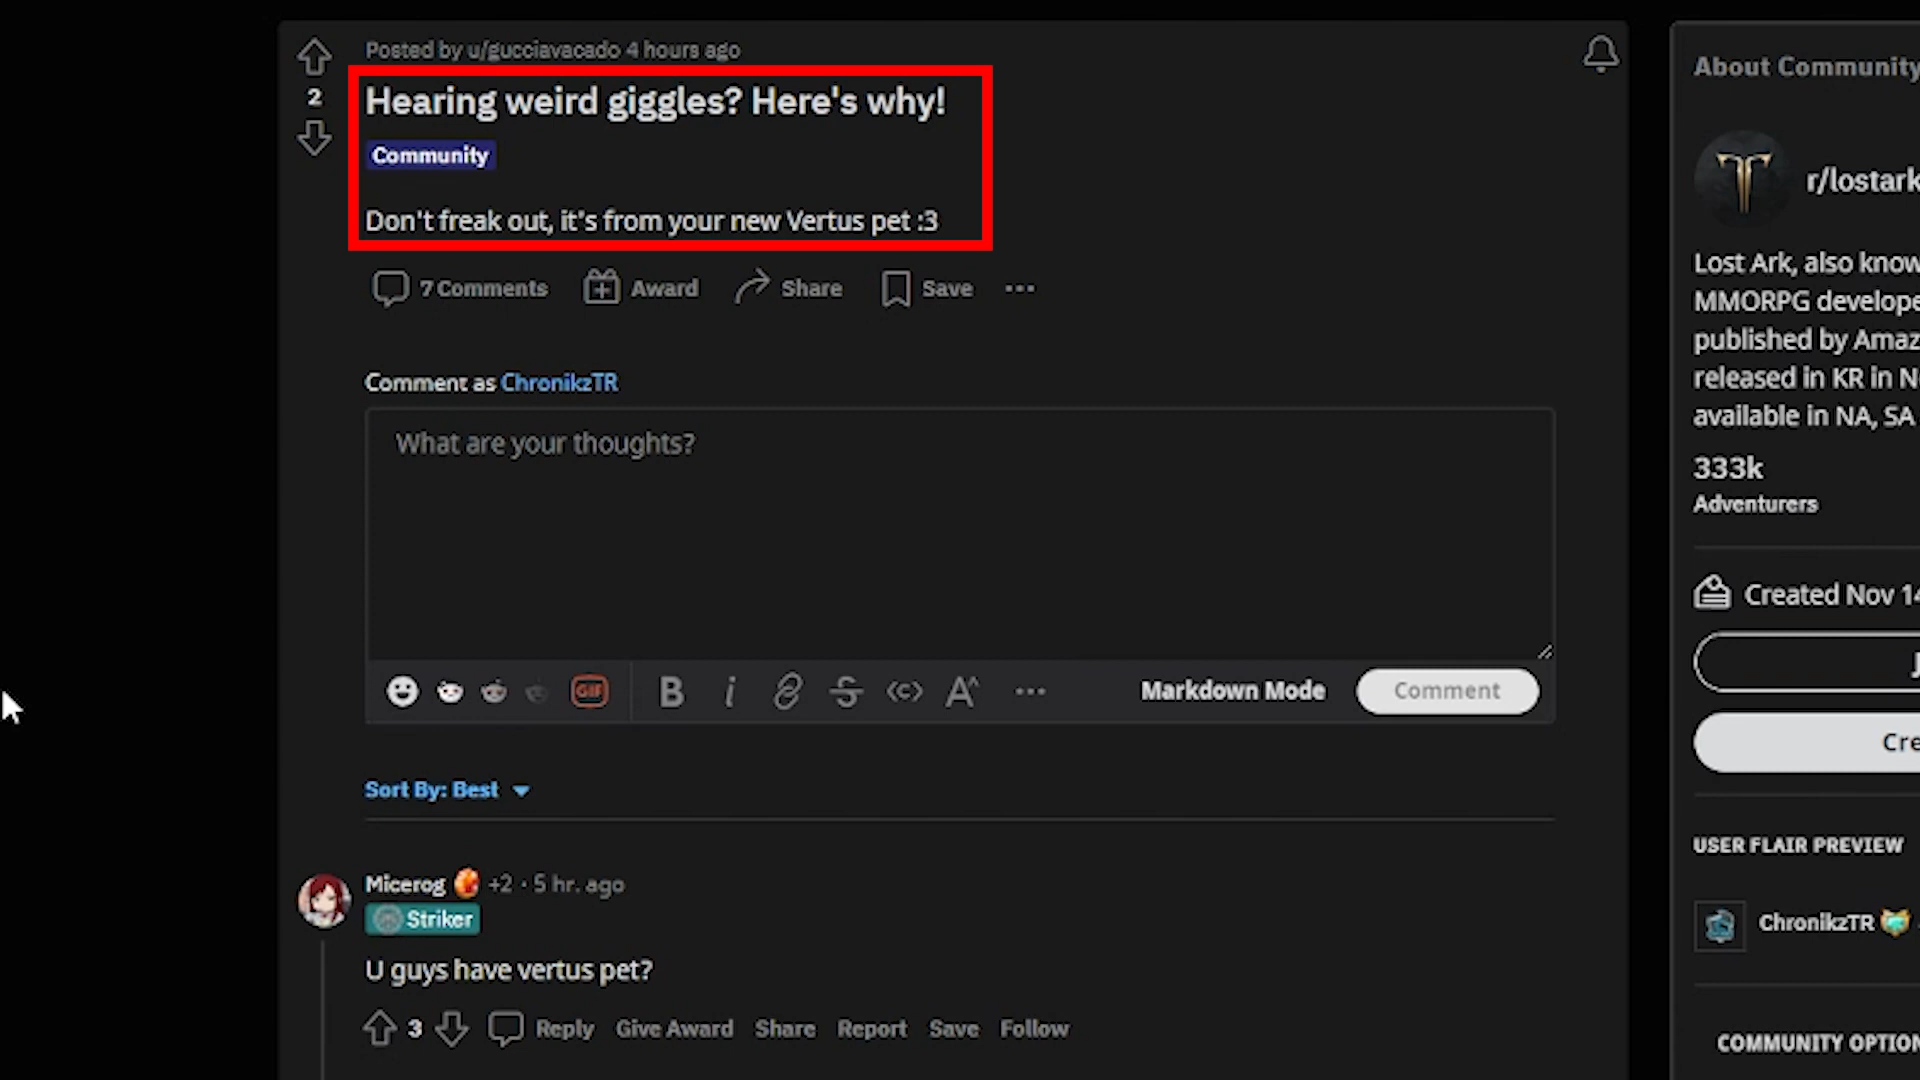 Posted by u/gucciavacado 4 hours ago
2
Hearing weird giggles? Here's why!
Community
Don't freak out, it's from your new Vertus pet :3
7 Comments
Award
Share
Save
Comment as ChronikzTR
What are your thoughts?
GIF
Markdown Mode
Comment
Sort By: Best
Micerog +2 · 5 hr. ago
Striker
U guys have vertus pet?
3
Reply
Give Award
Share
Report
Save
Follow
About Community
r/lostark
Lost Ark, also know
MMORPG develope
published by Amaz
released in KR in N
available in NA, SA
333k
Adventurers
Created Nov 14
Cre
USER FLAIR PREVIEW
ChronikzTR
COMMUNITY OPTION